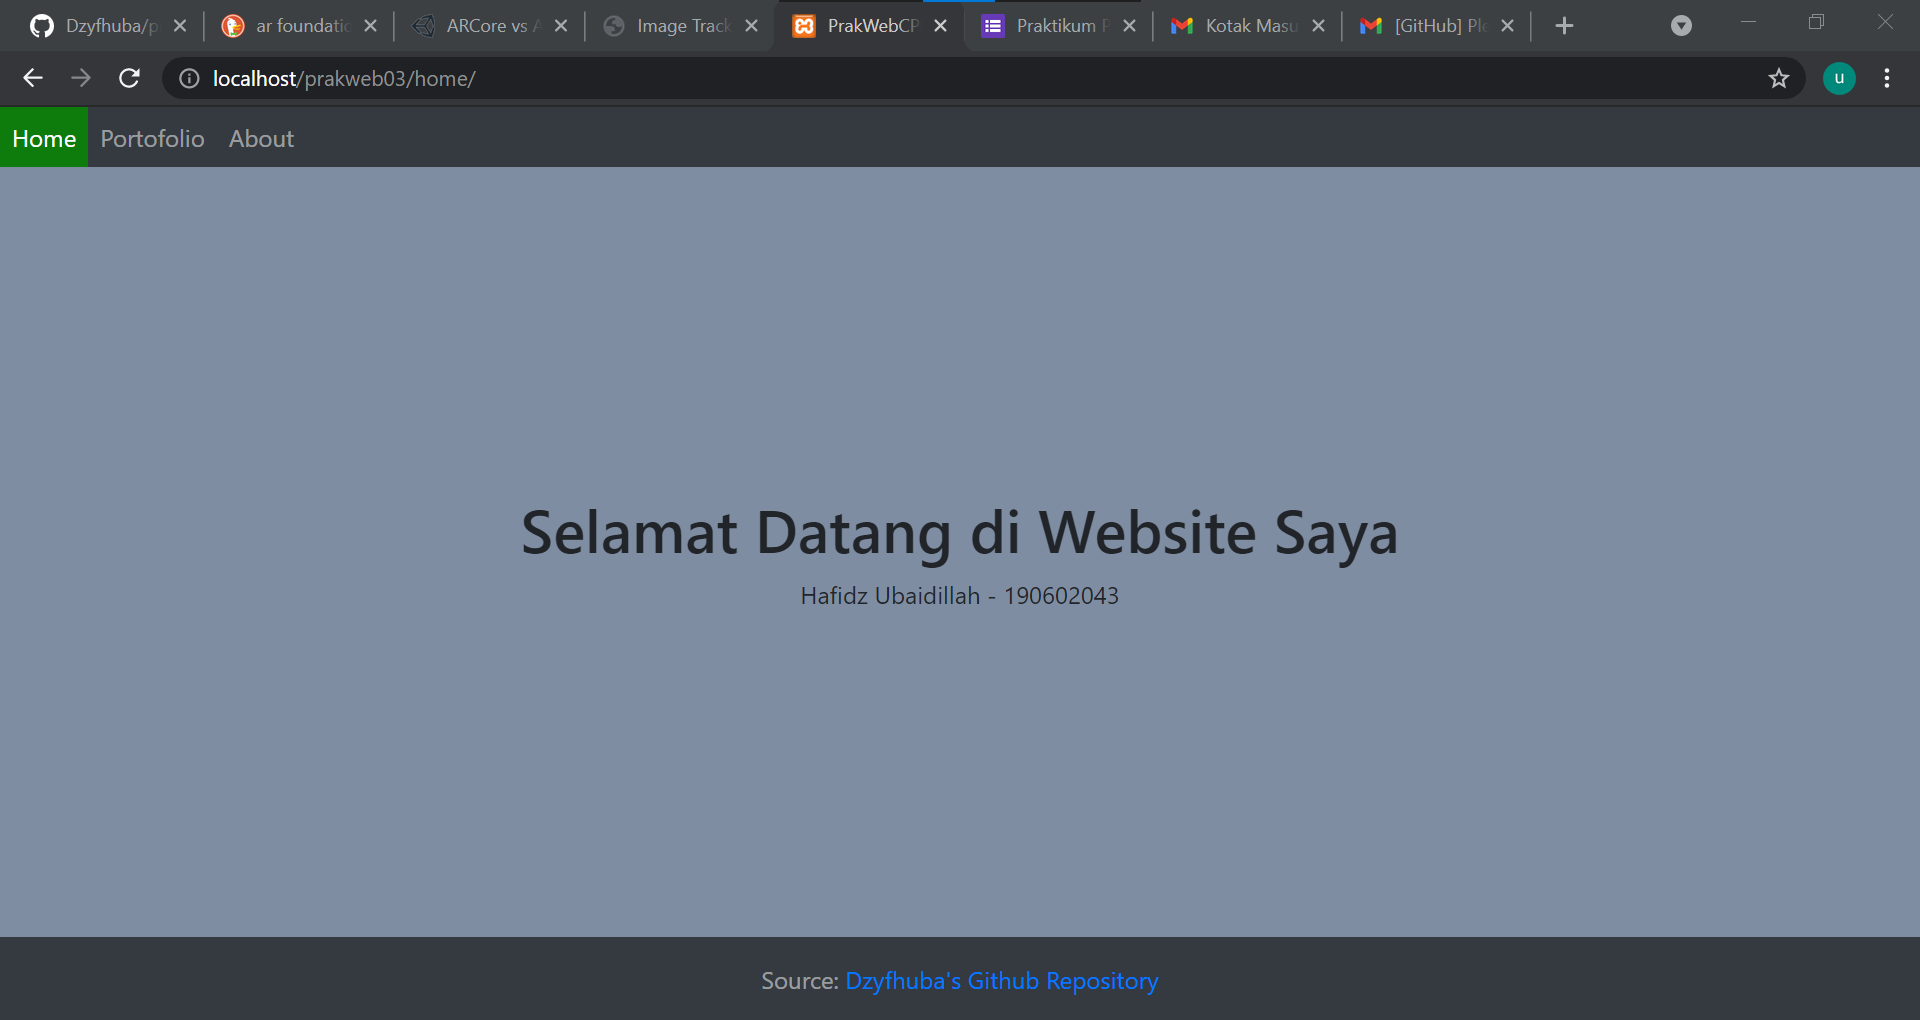 Dzyfhuba/p
ar foundatic
ARCore vs A
Image Track
PrakWebCP
Praktikum P
Kotak Masu
[GitHub] Ple
localhost/prakweb03/home/
u
Home Portofolio About
Selamat Datang di Website Saya
Hafidz Ubaidillah - 190602043
Source: Dzyfhuba's Github Repository